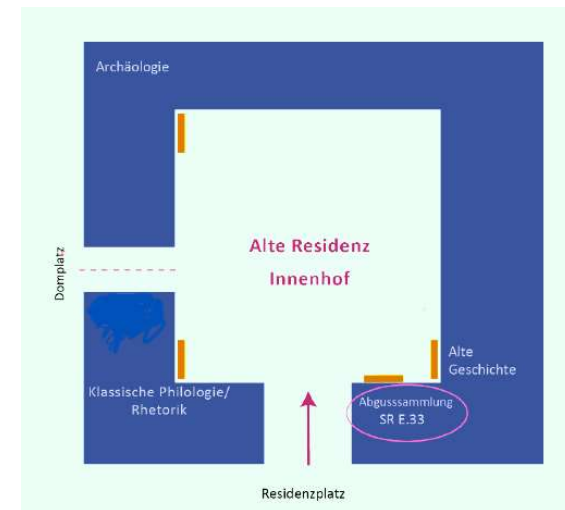 Archäologie
Alte Residenz
Innenhof
Domplatz
Alte
Geschichte
Klassische Philologie/
Rhetorik
Abgusssammlung
SR E.33
Residenzplatz